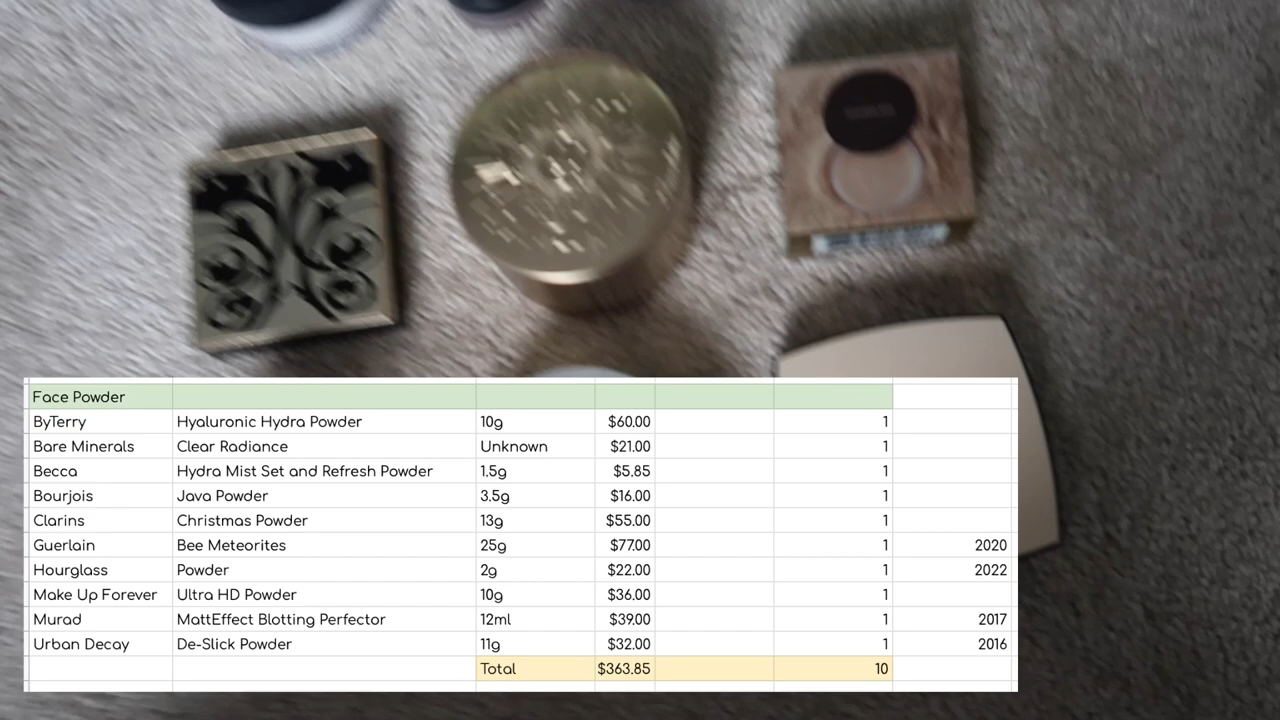 Face Powder
ByTerry Hyaluronic Hydra Powder 10g $60.00 1
Bare Minerals Clear Radiance Unknown $21.00 1
Becca Hydra Mist Set and Refresh Powder 1.5g $5.85 1
Bourjois Java Powder 3.5g $16.00 1
Clarins Christmas Powder 13g $55.00 1
Guerlain Bee Meteorites 25g $77.00 1 2020
Hourglass Powder 2g $22.00 1 2022
Make Up Forever Ultra HD Powder 10g $36.00 1
Murad MattEffect Blotting Perfector 12ml $39.00 1 2017
Urban Decay De-Slick Powder 11g $32.00 1 2016
Total $363.85 10